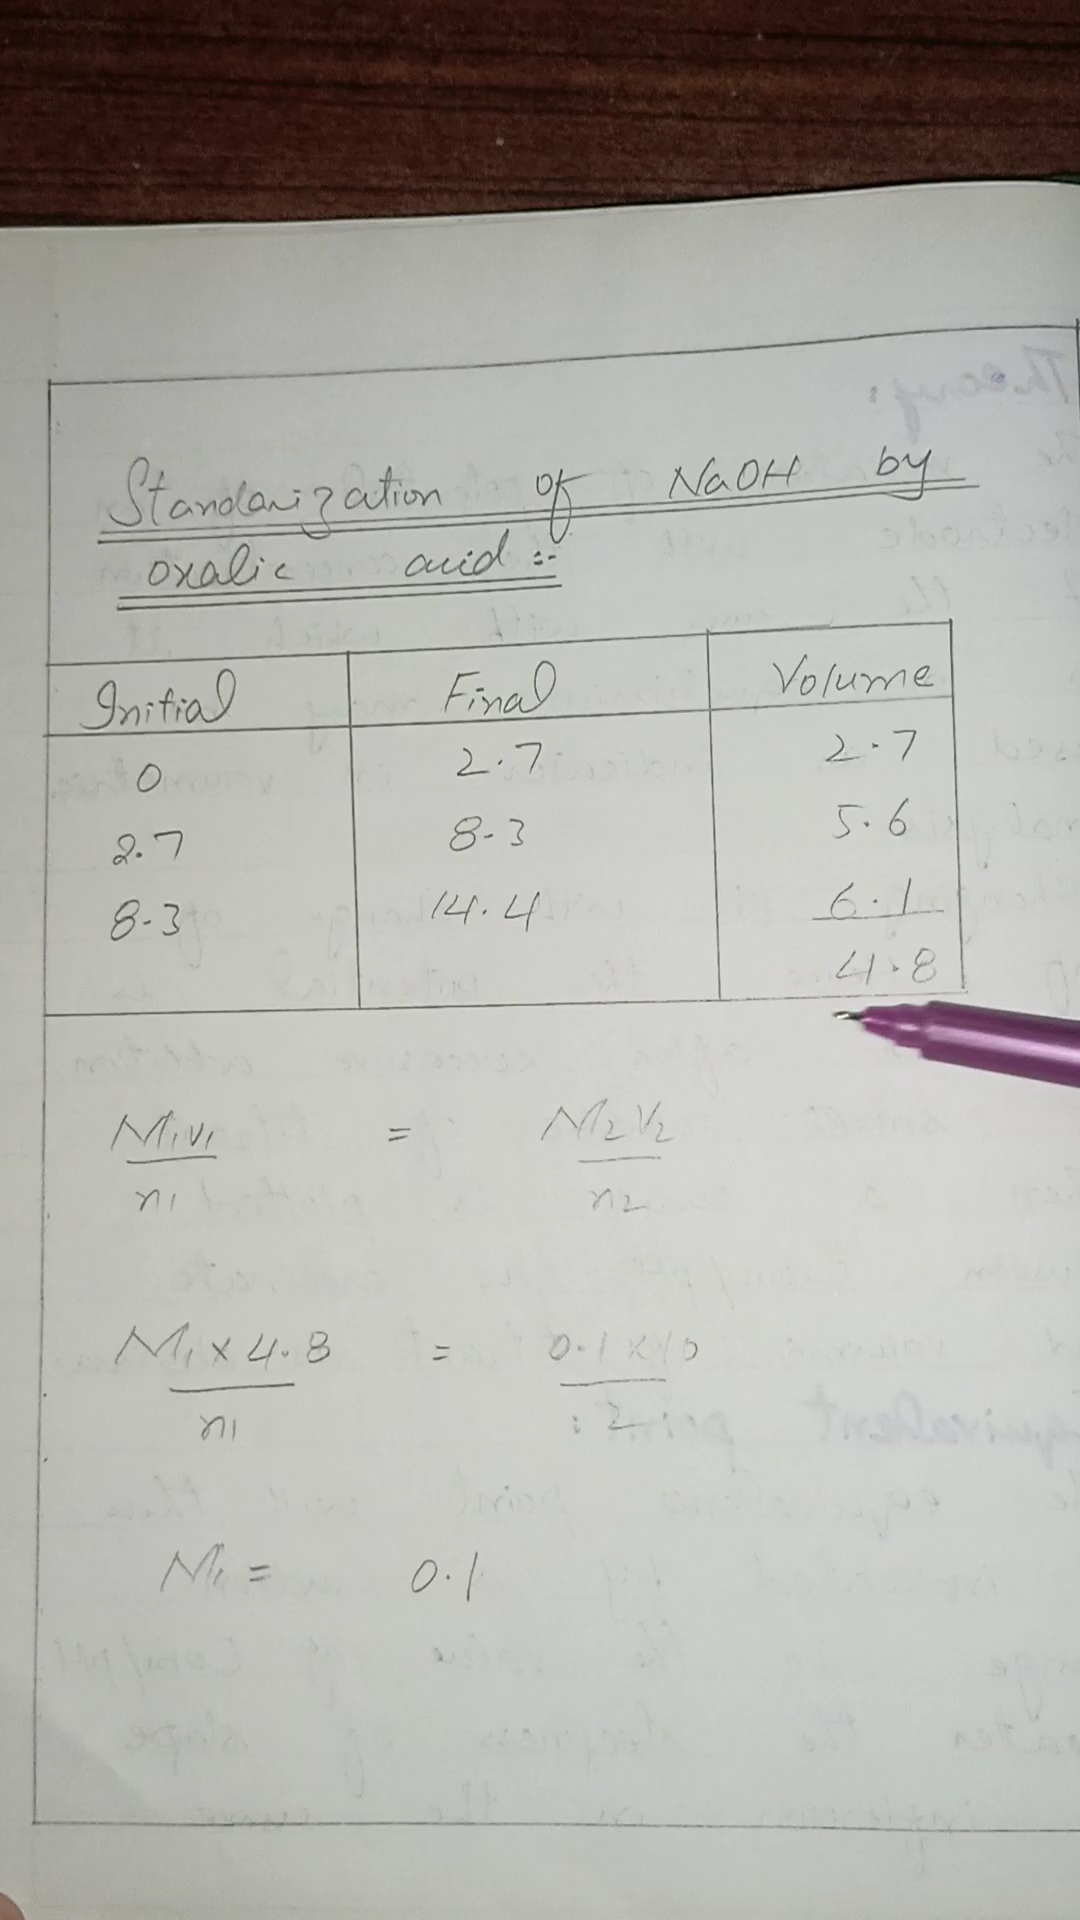 Standarization of NaOH by
oxalic acid :-
Initial Final Volume
0 2.7 2.7
2.7 8.3 5.6
8.3 14.4 6.1
4.8
M1V1 = M2V2
n1 n2
M1 x 4.8 = 0.1 x 10
n1 2
M1 = 0.1